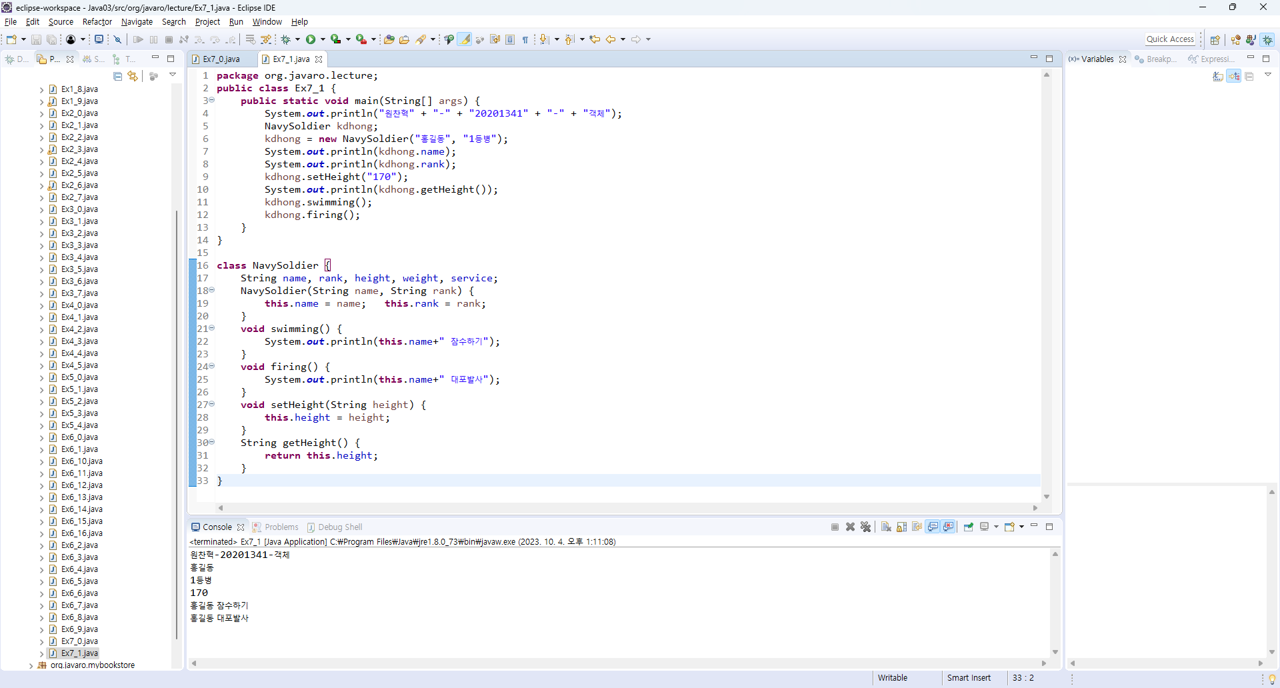 eclipse-workspace - Java03/src/org/javaro/lecture/Ex7_1.java - Eclipse IDE
File Edit Source Refactor Navigate Search Project Run Window Help
Quick Access
D... P... S... T...
Ex1_8.java
Ex1_9.java
Ex2_0.java
Ex2_1.java
Ex2_2.java
Ex2_3.java
Ex2_4.java
Ex2_5.java
Ex2_6.java
Ex2_7.java
Ex3_0.java
Ex3_1.java
Ex3_2.java
Ex3_3.java
Ex3_4.java
Ex3_5.java
Ex3_6.java
Ex3_7.java
Ex4_0.java
Ex4_1.java
Ex4_2.java
Ex4_3.java
Ex4_4.java
Ex4_5.java
Ex5_0.java
Ex5_1.java
Ex5_2.java
Ex5_3.java
Ex5_4.java
Ex6_0.java
Ex6_1.java
Ex6_10.java
Ex6_11.java
Ex6_12.java
Ex6_13.java
Ex6_14.java
Ex6_15.java
Ex6_16.java
Ex6_2.java
Ex6_3.java
Ex6_4.java
Ex6_5.java
Ex6_6.java
Ex6_7.java
Ex6_8.java
Ex6_9.java
Ex7_0.java
Ex7_1.java
org.javaro.mybookstore
Ex7_0.java Ex7_1.java
1 package org.javaro.lecture;
2 public class Ex7_1 {
3 public static void main(String[] args) {
4 System.out.println("원찬혁" + "-" + "20201341" + "-" + "객체");
5 NavySoldier kdhong;
6 kdhong = new NavySoldier("홍길동", "1등병");
7 System.out.println(kdhong.name);
8 System.out.println(kdhong.rank);
9 kdhong.setHeight("170");
10 System.out.println(kdhong.getHeight());
11 kdhong.swimming();
12 kdhong.firing();
13 }
14 }
15
16 class NavySoldier {
17 String name, rank, height, weight, service;
18 NavySoldier(String name, String rank) {
19 this.name = name; this.rank = rank;
20 }
21 void swimming() {
22 System.out.println(this.name+" 잠수하기");
23 }
24 void firing() {
25 System.out.println(this.name+" 대포발사");
26 }
27 void setHeight(String height) {
28 this.height = height;
29 }
30 String getHeight() {
31 return this.height;
32 }
33 }
Variables Breakp... Expressi...
Console Problems Debug Shell
<terminated> Ex7_1 [Java Application] C:₩Program Files₩Java₩jre1.8.0_73₩bin₩javaw.exe (2023. 10. 4. 오후 1:11:08)
원찬혁-20201341-객체
홍길동
1등병
170
홍길동 잠수하기
홍길동 대포발사
Writable Smart Insert 33 : 2